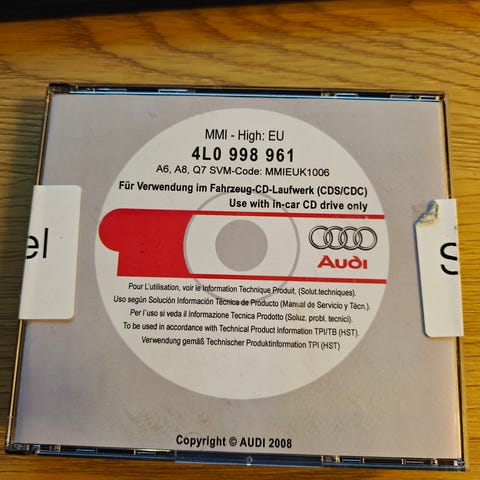 MMI - High: EU
4L0 998 961
A6, A8, Q7 SVM-Code: MMIEUK1006
Für Verwendung im Fahrzeug-CD-Laufwerk (CDS/CDC)
Use with in-car CD drive only
el
S
Audi
Pour L'utilisation, voir le Information Technique Produit, (Solut.techniques).
Uso según Solución Información Técnica de Producto (Manual de Servicio y Técn.).
Per l'uso si veda il Informazione Tecnica Prodotto (Soluz. probl. tecnici).
To be used in accordance with Technical Product Information TPI/TB (HST).
Verwendung gemäß Technischer Produktinformation TPI (HST)
Copyright © AUDI 2008